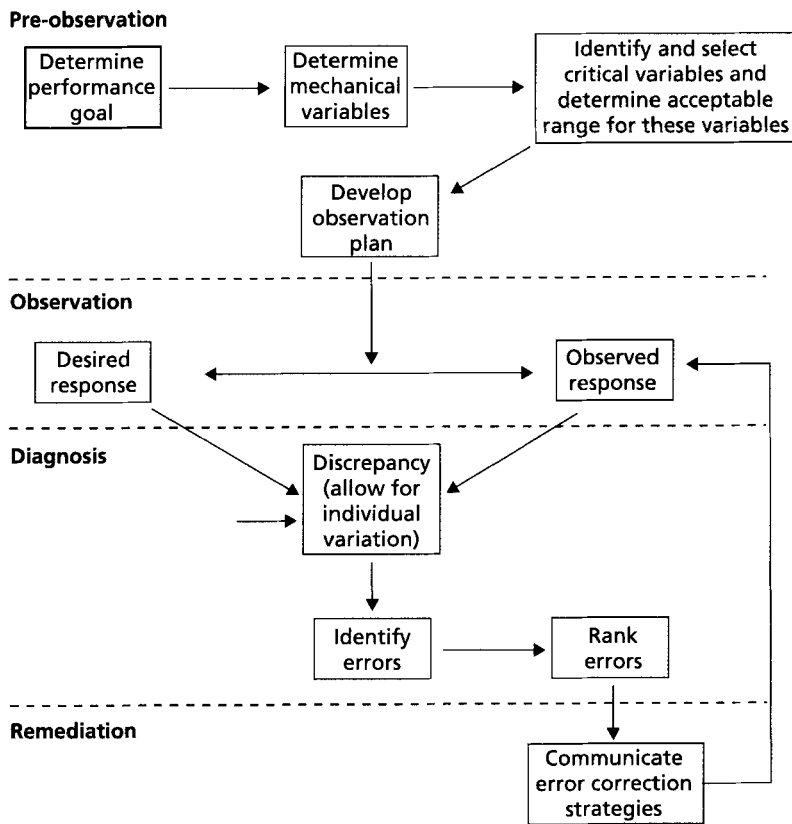 Pre-observation
Determine
performance
goal
Determine
mechanical
variables
Identify and select
critical variables and
determine acceptable
range for these variables
Develop
observation
plan
Observation
Desired
response
Observed
response
Diagnosis
Discrepancy
(allow for
individual
variation)
Identify
errors
Rank
errors
Remediation
Communicate
error correction
strategies